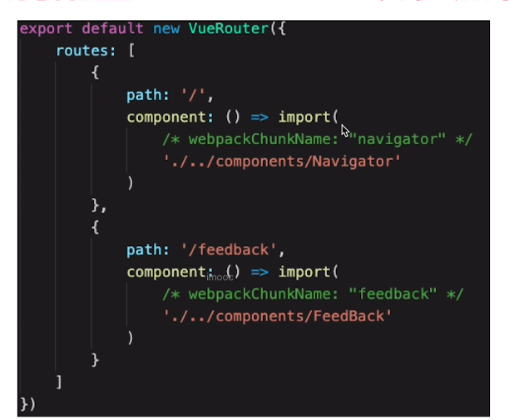 export default new VueRouter({
    routes: [
        {
            path: '/',
            component: () => import(
                /* webpackChunkName: "navigator" */
                './../components/Navigator'
            )
        },
        {
            path: '/feedback',
            component: () => import(
                /* webpackChunkName: "feedback" */
                './../components/FeedBack'
            )
        }
    ]
})
imooc